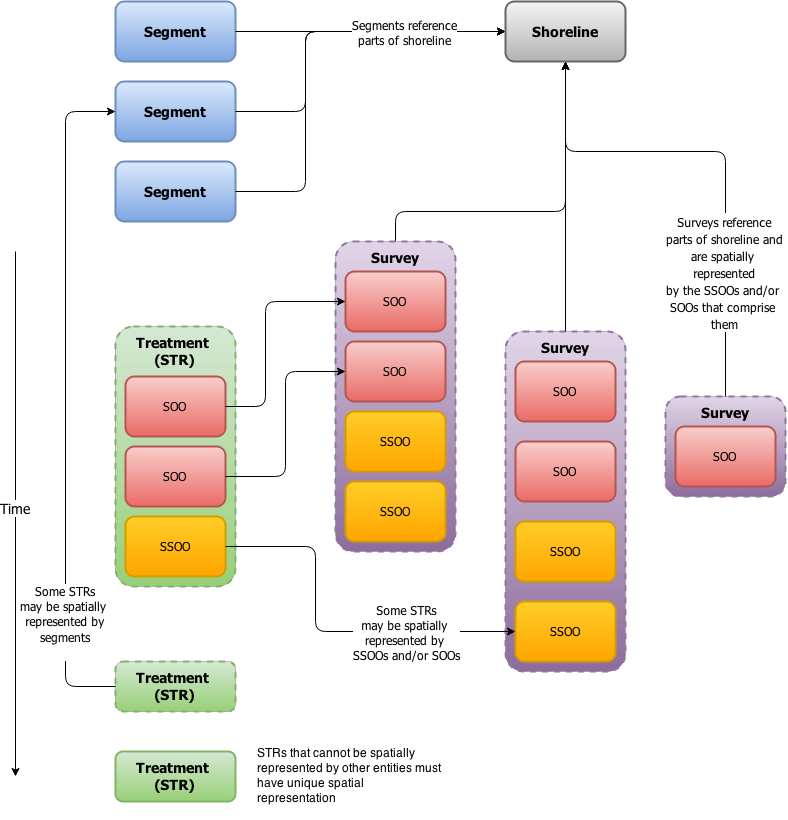 Segment
Segments reference
parts of shoreline
Shoreline
Segment
Segment
Surveys reference
parts of shoreline and
are spatially
represented
by the SSOOs and/or
SOOs that comprise
them
Survey
SOO
SOO
SSOO
SSOO
Treatment
(STR)
SOO
SOO
SSOO
Survey
SOO
SOO
SSOO
SSOO
Survey
SOO
Time
Some STRs
may be spatially
represented by
segments
Some STRs
may be spatially
represented by
SSOOs and/or SOOs
Treatment
(STR)
Treatment
(STR)
STRs that cannot be spatially
represented by other entities must
have unique spatial
representation